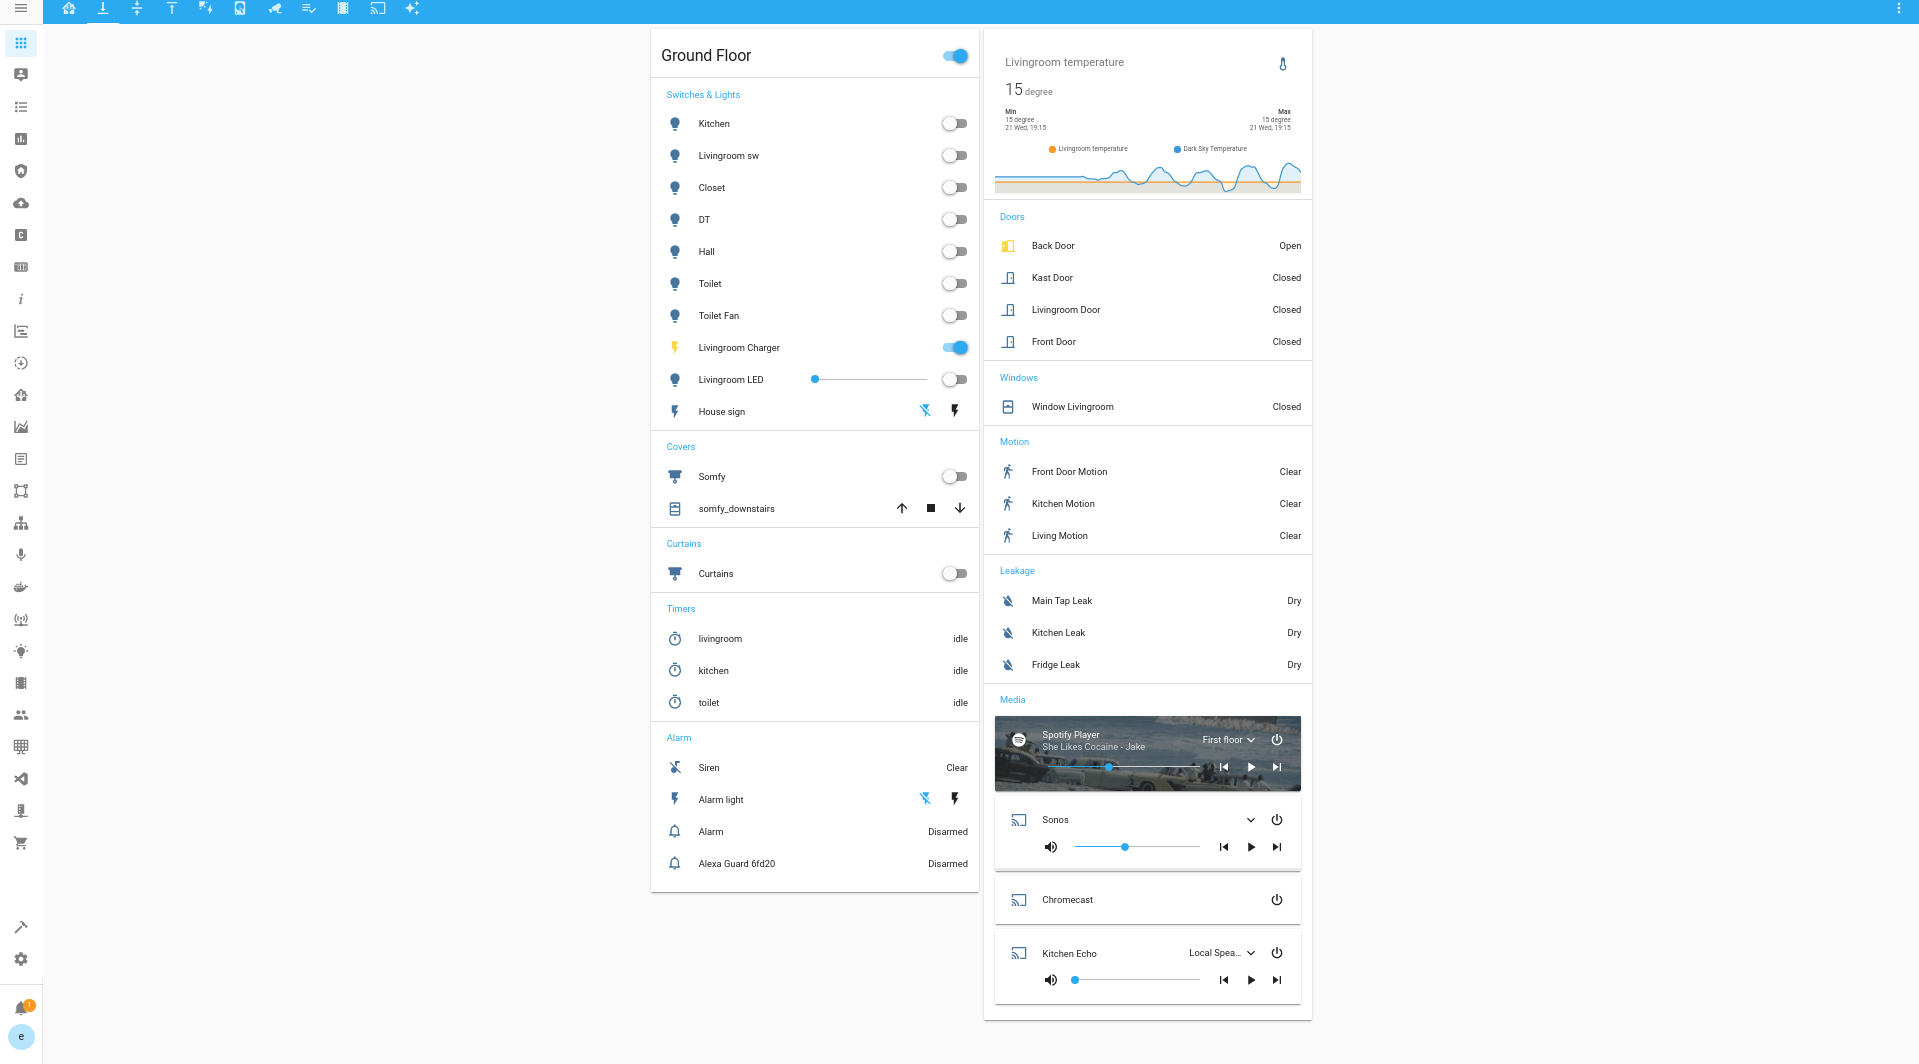 Ground Floor
Switches & Lights
Kitchen
Livingroom sw
Closet
DT
Hall
Toilet
Toilet Fan
Livingroom Charger
Livingroom LED
House sign
Covers
Somfy
somfy_downstairs
Curtains
Curtains
Timers
livingroom idle
kitchen idle
toilet idle
Alarm
Siren Clear
Alarm light
Alarm Disarmed
Alexa Guard 6fd20 Disarmed
Livingroom temperature
15 degree
Min Max
15 degree 15 degree
21 Wed, 19:15 21 Wed, 19:15
Livingroom temperature Dark Sky Temperature
Doors
Back Door Open
Kast Door Closed
Livingroom Door Closed
Front Door Closed
Windows
Window Livingroom Closed
Motion
Front Door Motion Clear
Kitchen Motion Clear
Living Motion Clear
Leakage
Main Tap Leak Dry
Kitchen Leak Dry
Fridge Leak Dry
Media
Spotify Player First floor
She Likes Cocaine - Jake
Sonos
Chromecast
Kitchen Echo Local Spea...
C
i
1
e